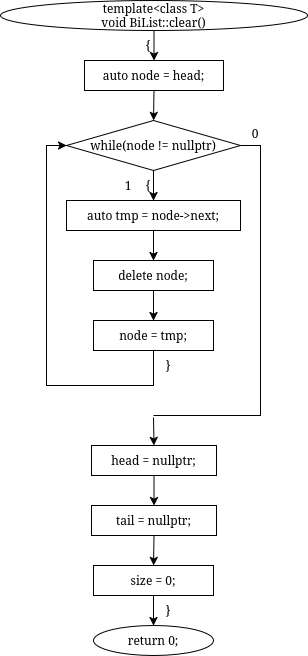 template<class T>
void BiList::clear()
{
auto node = head;
while(node != nullptr)
0
1
{
auto tmp = node->next;
delete node;
node = tmp;
}
head = nullptr;
tail = nullptr;
size = 0;
}
return 0;